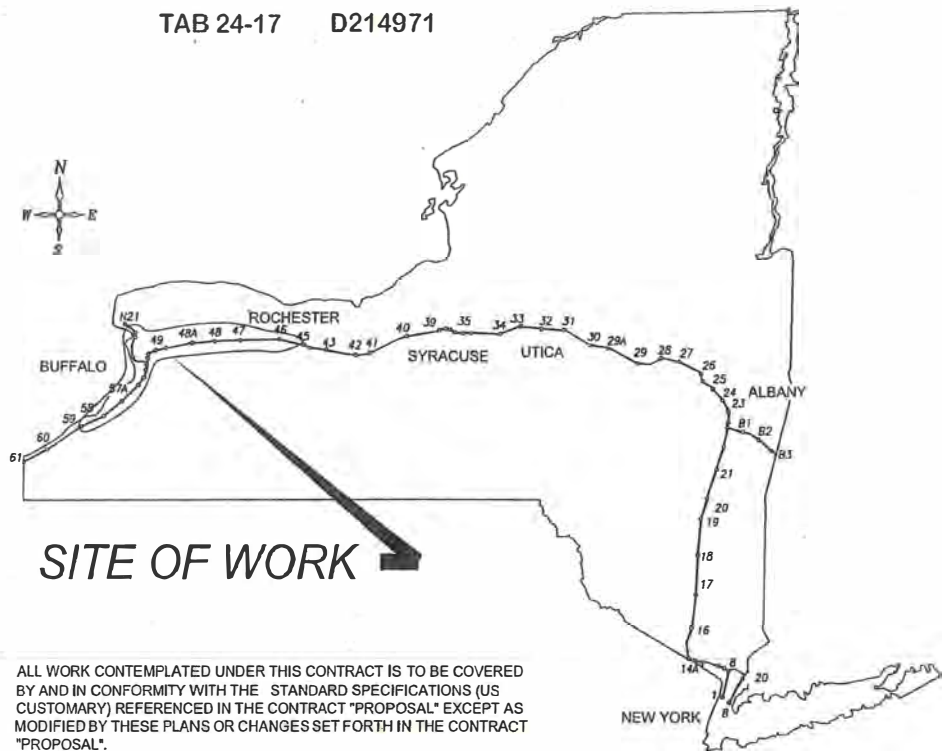 TAB 24-17 D214971
N
W E
S
N21
ROCHESTER
49 48A 48 47 46 45 43 42 41 40 39 35 34 33 32 31 30 29A 29 28 27 26 25 24 23
SYRACUSE
UTICA
ALBANY
BUFFALO
57A
58
59
60
61
B1 B2 B3
21
20
19
18
17
16
14A
8
20
1
8
NEW YORK
SITE OF WORK
ALL WORK CONTEMPLATED UNDER THIS CONTRACT IS TO BE COVERED
BY AND IN CONFORMITY WITH THE STANDARD SPECIFICATIONS (US
CUSTOMARY) REFERENCED IN THE CONTRACT "PROPOSAL" EXCEPT AS
MODIFIED BY THESE PLANS OR CHANGES SET FORTH IN THE CONTRACT
"PROPOSAL".